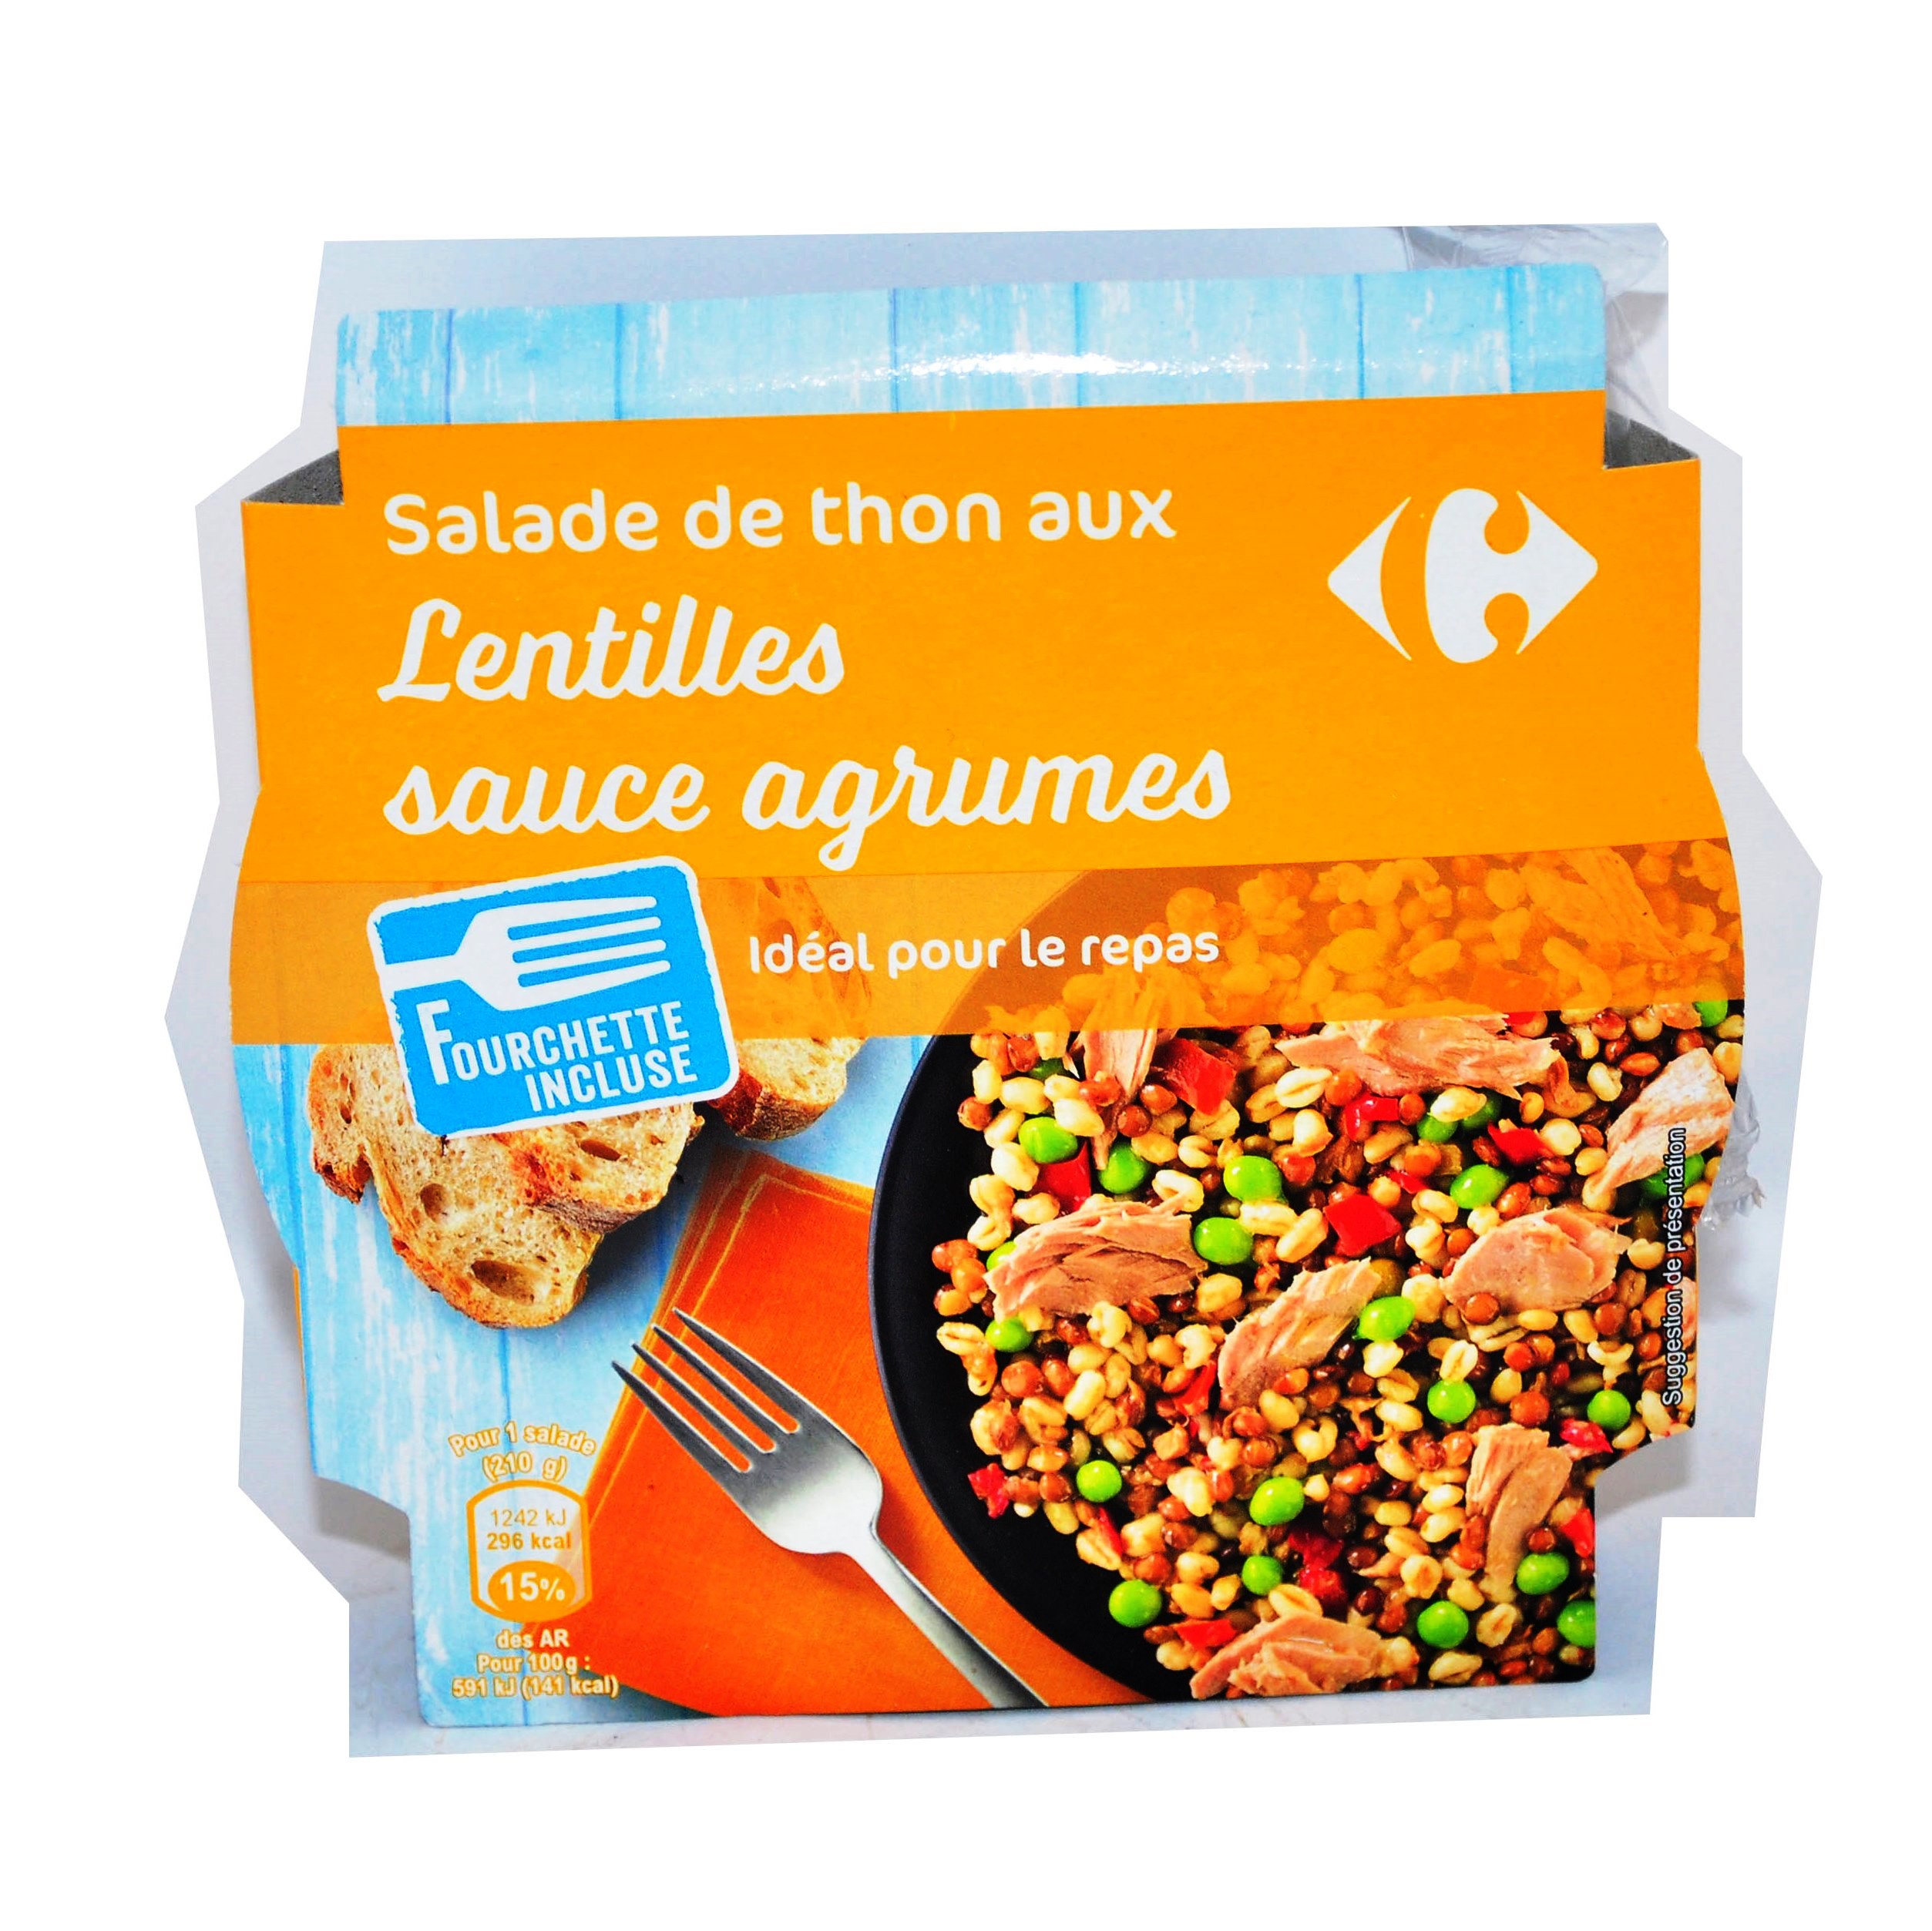 Salade de thon aux
Lentilles
sauce agrumes
Idéal pour le repas
FOURCHETTE
INCLUSE
Suggestion de présentation
Pour 1 salade
(210 g)
1242 kJ
296 kcal
15%
des AR
Pour 100g :
591 kJ (141 kcal)